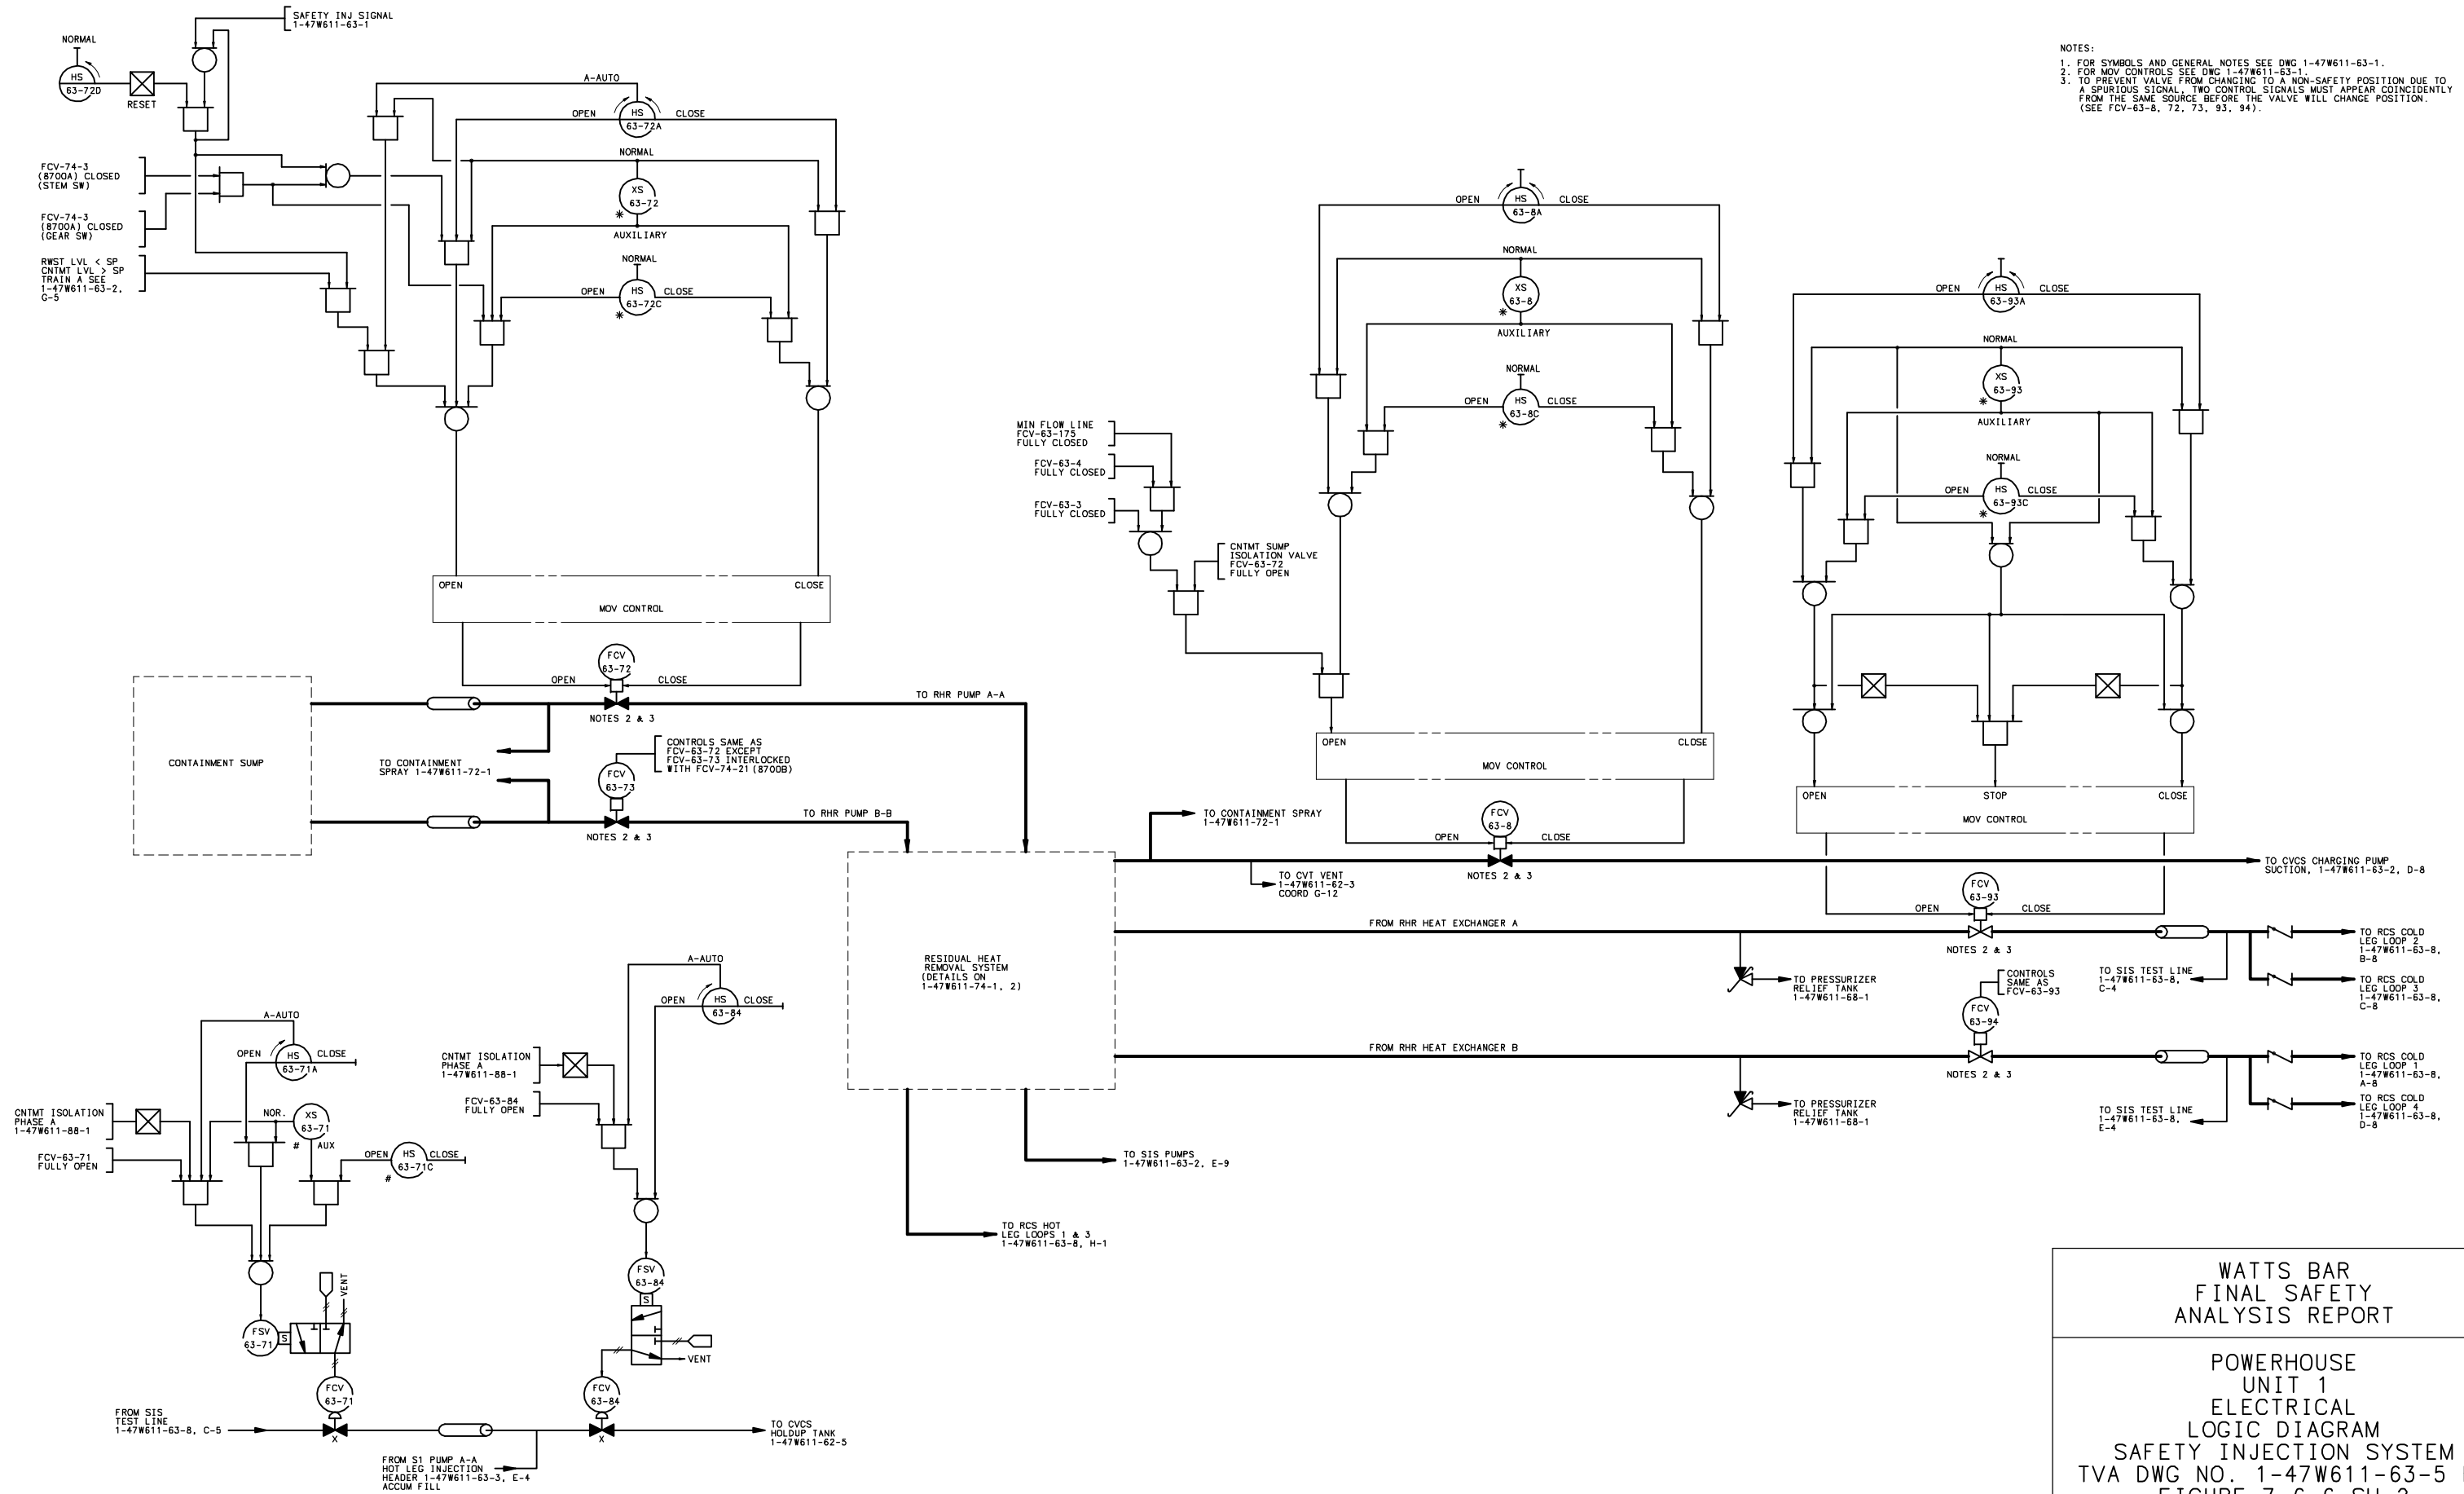 SAFETY INJ SIGNAL
1-47W611-63-1
NORMAL
HS
63-72D
RESET
A-AUTO
OPEN
HS
63-72A
CLOSE
NORMAL
XS
63-72
*
AUXILIARY
NORMAL
OPEN
HS
63-72C
CLOSE
*
FCV-74-3
(8700A) CLOSED
(STEM SW)
FCV-74-3
(8700A) CLOSED
(GEAR SW)
RWST LVL < SP
CNTMT LVL > SP
TRAIN A SEE
1-47W611-63-2,
G-5
OPEN
CLOSE
MOV CONTROL
FCV
63-72
OPEN
CLOSE
NOTES 2 & 3
TO RHR PUMP A-A
CONTAINMENT SUMP
TO CONTAINMENT
SPRAY 1-47W611-72-1
CONTROLS SAME AS
FCV-63-72 EXCEPT
FCV-63-73 INTERLOCKED
WITH FCV-74-21 (8700B)
FCV
63-73
NOTES 2 & 3
TO RHR PUMP B-B
NOTES:
1. FOR SYMBOLS AND GENERAL NOTES SEE DWG 1-47W611-63-1.
2. FOR MOV CONTROLS SEE DWG 1-47W611-63-1.
3. TO PREVENT VALVE FROM CHANGING TO A NON-SAFETY POSITION DUE TO
A SPURIOUS SIGNAL, TWO CONTROL SIGNALS MUST APPEAR COINCIDENTLY
FROM THE SAME SOURCE BEFORE THE VALVE WILL CHANGE POSITION.
(SEE FCV-63-8, 72, 73, 93, 94).
OPEN
HS
63-8A
CLOSE
NORMAL
XS
63-8
*
AUXILIARY
NORMAL
OPEN
HS
63-8C
CLOSE
*
MIN FLOW LINE
FCV-63-175
FULLY CLOSED
FCV-63-4
FULLY CLOSED
FCV-63-3
FULLY CLOSED
CNTMT SUMP
ISOLATION VALVE
FCV-63-72
FULLY OPEN
OPEN
CLOSE
MOV CONTROL
FCV
63-8
OPEN
CLOSE
NOTES 2 & 3
TO CONTAINMENT SPRAY
1-47W611-72-1
TO CVT VENT
1-47W611-62-3
COORD G-12
OPEN
HS
63-93A
CLOSE
NORMAL
XS
63-93
*
AUXILIARY
NORMAL
OPEN
HS
63-93C
CLOSE
*
OPEN
STOP
CLOSE
MOV CONTROL
TO CVCS CHARGING PUMP
SUCTION, 1-47W611-63-2, D-8
FCV
63-93
OPEN
CLOSE
NOTES 2 & 3
FROM RHR HEAT EXCHANGER A
TO PRESSURIZER
RELIEF TANK
1-47W611-68-1
TO SIS TEST LINE
1-47W611-63-8,
C-4
TO RCS COLD
LEG LOOP 2
1-47W611-63-8,
B-8
TO RCS COLD
LEG LOOP 3
1-47W611-63-8,
C-8
CONTROLS
SAME AS
FCV-63-93
FCV
63-94
NOTES 2 & 3
FROM RHR HEAT EXCHANGER B
TO PRESSURIZER
RELIEF TANK
1-47W611-68-1
TO SIS TEST LINE
1-47W611-63-8,
E-4
TO RCS COLD
LEG LOOP 1
1-47W611-63-8,
A-8
TO RCS COLD
LEG LOOP 4
1-47W611-63-8,
D-8
RESIDUAL HEAT
REMOVAL SYSTEM
(DETAILS ON
1-47W611-74-1, 2)
TO SIS PUMPS
1-47W611-63-2, E-9
TO RCS HOT
LEG LOOPS 1 & 3
1-47W611-63-8, H-1
A-AUTO
OPEN
HS
63-84
CLOSE
CNTMT ISOLATION
PHASE A
1-47W611-88-1
FCV-63-84
FULLY OPEN
FSV
63-84
S
VENT
FCV
63-84
X
A-AUTO
OPEN
HS
63-71A
CLOSE
CNTMT ISOLATION
PHASE A
1-47W611-88-1
FCV-63-71
FULLY OPEN
NOR.
XS
63-71
#
AUX
OPEN
HS
63-71C
CLOSE
#
FSV
63-71
S
VENT
FCV
63-71
X
FROM SIS
TEST LINE
1-47W611-63-8, C-5
FROM S1 PUMP A-A
HOT LEG INJECTION
HEADER 1-47W611-63-3, E-4
ACCUM FILL
TO CVCS
HOLDUP TANK
1-47W611-62-5
WATTS BAR
FINAL SAFETY
ANALYSIS REPORT
POWERHOUSE
UNIT 1
ELECTRICAL
LOGIC DIAGRAM
SAFETY INJECTION SYSTEM
TVA DWG NO. 1-47W611-63-5